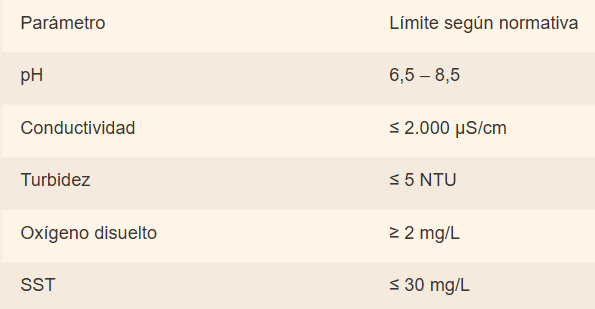 Parámetro Límite según normativa
pH 6,5 – 8,5
Conductividad ≤ 2.000 µS/cm
Turbidez ≤ 5 NTU
Oxígeno disuelto ≥ 2 mg/L
SST ≤ 30 mg/L